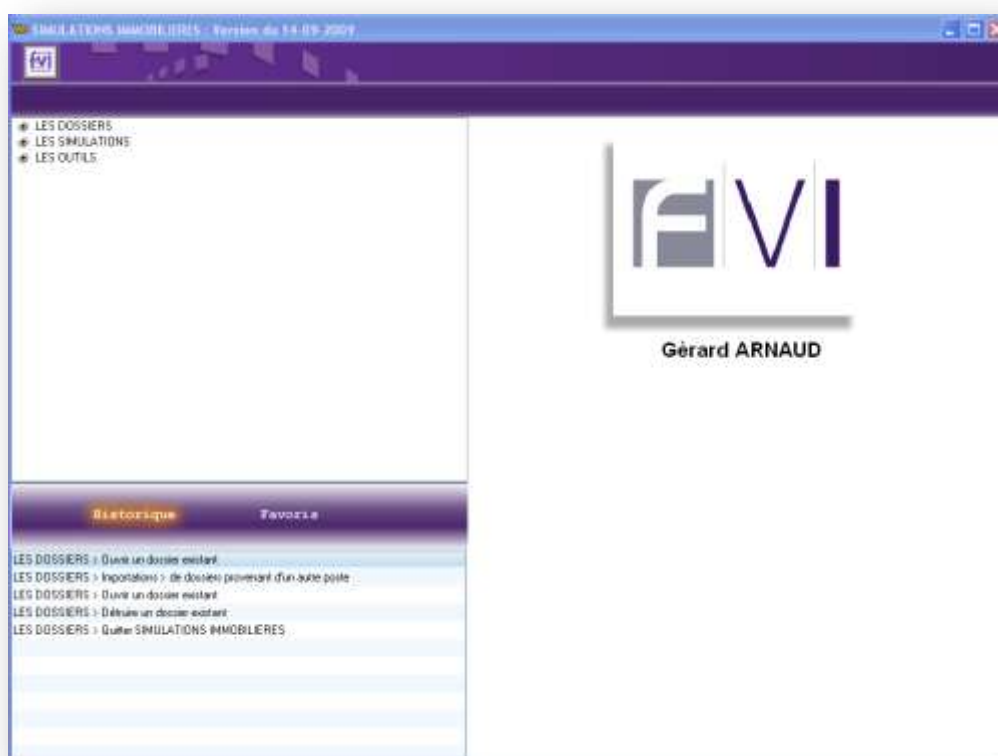 SIMULATIONS IMMOBILIERES : Version du 14-09-2009
fvi
LES DOSSIERS
LES SIMULATIONS
LES OUTILS
FVI
Gérard ARNAUD
Historique Favoris
LES DOSSIERS > Ouvrir un dossier existant
LES DOSSIERS > Importations > de dossiers provenant d'un autre poste
LES DOSSIERS > Ouvrir un dossier existant
LES DOSSIERS > Détruire un dossier existant
LES DOSSIERS > Quitter SIMULATIONS IMMOBILIERES